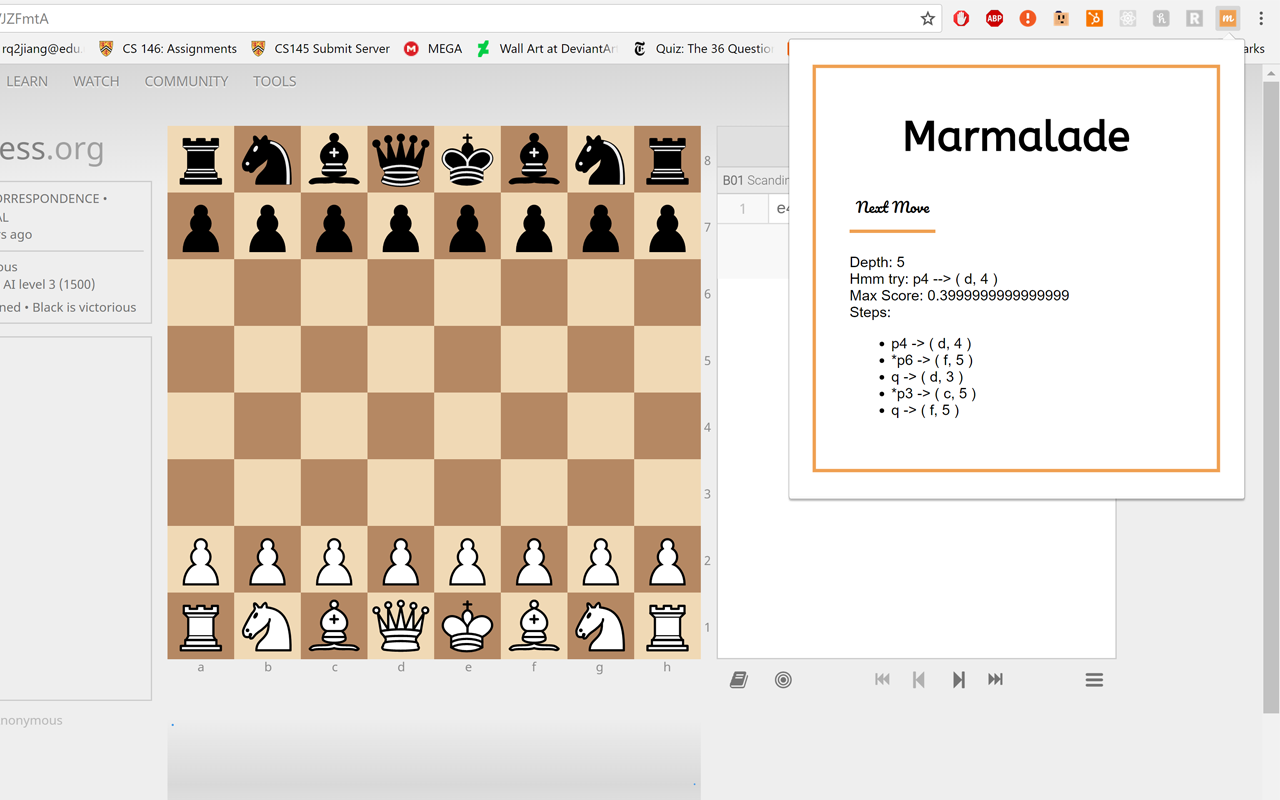 /JZFmtA
ABP
m
rq2jiang@edu
CS 146: Assignments
CS145 Submit Server
MEGA
Wall Art at DeviantAr
Quiz: The 36 Questio
arks
LEARN WATCH COMMUNITY TOOLS
ess.org
ORRESPONDENCE •
AL
s ago
ous
AI level 3 (1500)
ned • Black is victorious
nonymous
8
7
6
5
4
3
2
1
a b c d e f g h
B01 Scandin
1 e4
Marmalade
Next Move
Depth: 5
Hmm try: p4 --> ( d, 4 )
Max Score: 0.3999999999999999
Steps:
• p4 -> ( d, 4 )
• *p6 -> ( f, 5 )
• q -> ( d, 3 )
• *p3 -> ( c, 5 )
• q -> ( f, 5 )